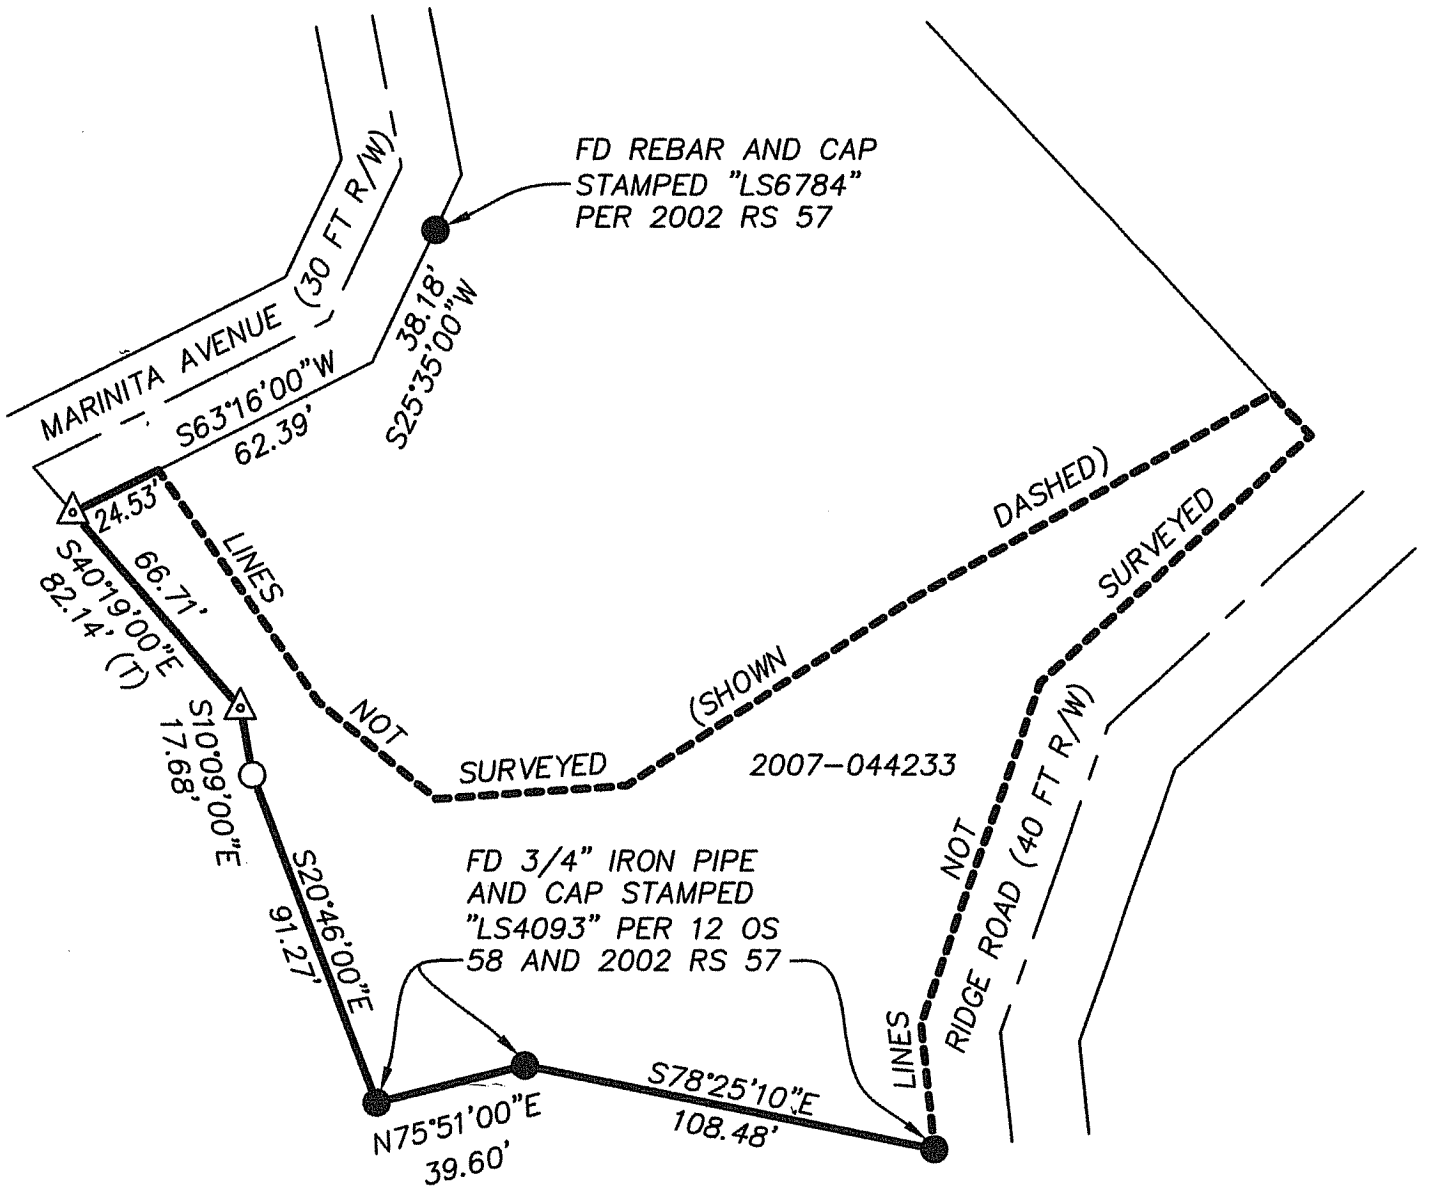 FD REBAR AND CAP
STAMPED "LS6784"
PER 2002 RS 57
MARINITA AVENUE (30 FT R/W)
38.18'
S25°35'00"W
S63°16'00"W
62.39'
24.53'
66.71'
S40°19'00"E
82.14' (T)
S10°09'00"E
17.68'
S20°46'00"E
91.27'
LINES
NOT
SURVEYED
(SHOWN
DASHED)
SURVEYED
NOT
LINES
2007-044233
RIDGE ROAD (40 FT R/W)
FD 3/4" IRON PIPE
AND CAP STAMPED
"LS4093" PER 12 OS
58 AND 2002 RS 57
N75°51'00"E
39.60'
S78°25'10"E
108.48'